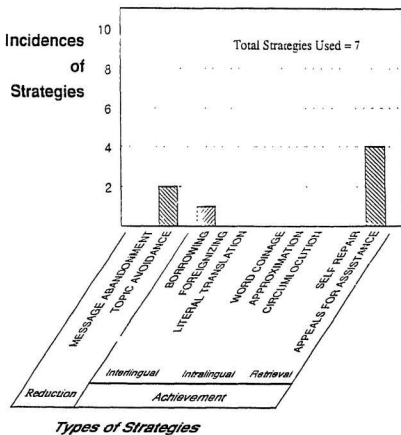 Incidences
of
Strategies
10
8
6
4
2
Total Strategies Used = 7
MESSAGE ABANDONMENT
TOPIC AVOIDANCE
BORROWING
FOREIGNIZING
LITERAL TRANSLATION
WORD COINAGE
APPROXIMATION
CIRCUMLOCUTION
SELF REPAIR
APPEALS FOR ASSISTANCE
Interlingual Intralingual Retrieval
Reduction Achievement
Types of Strategies